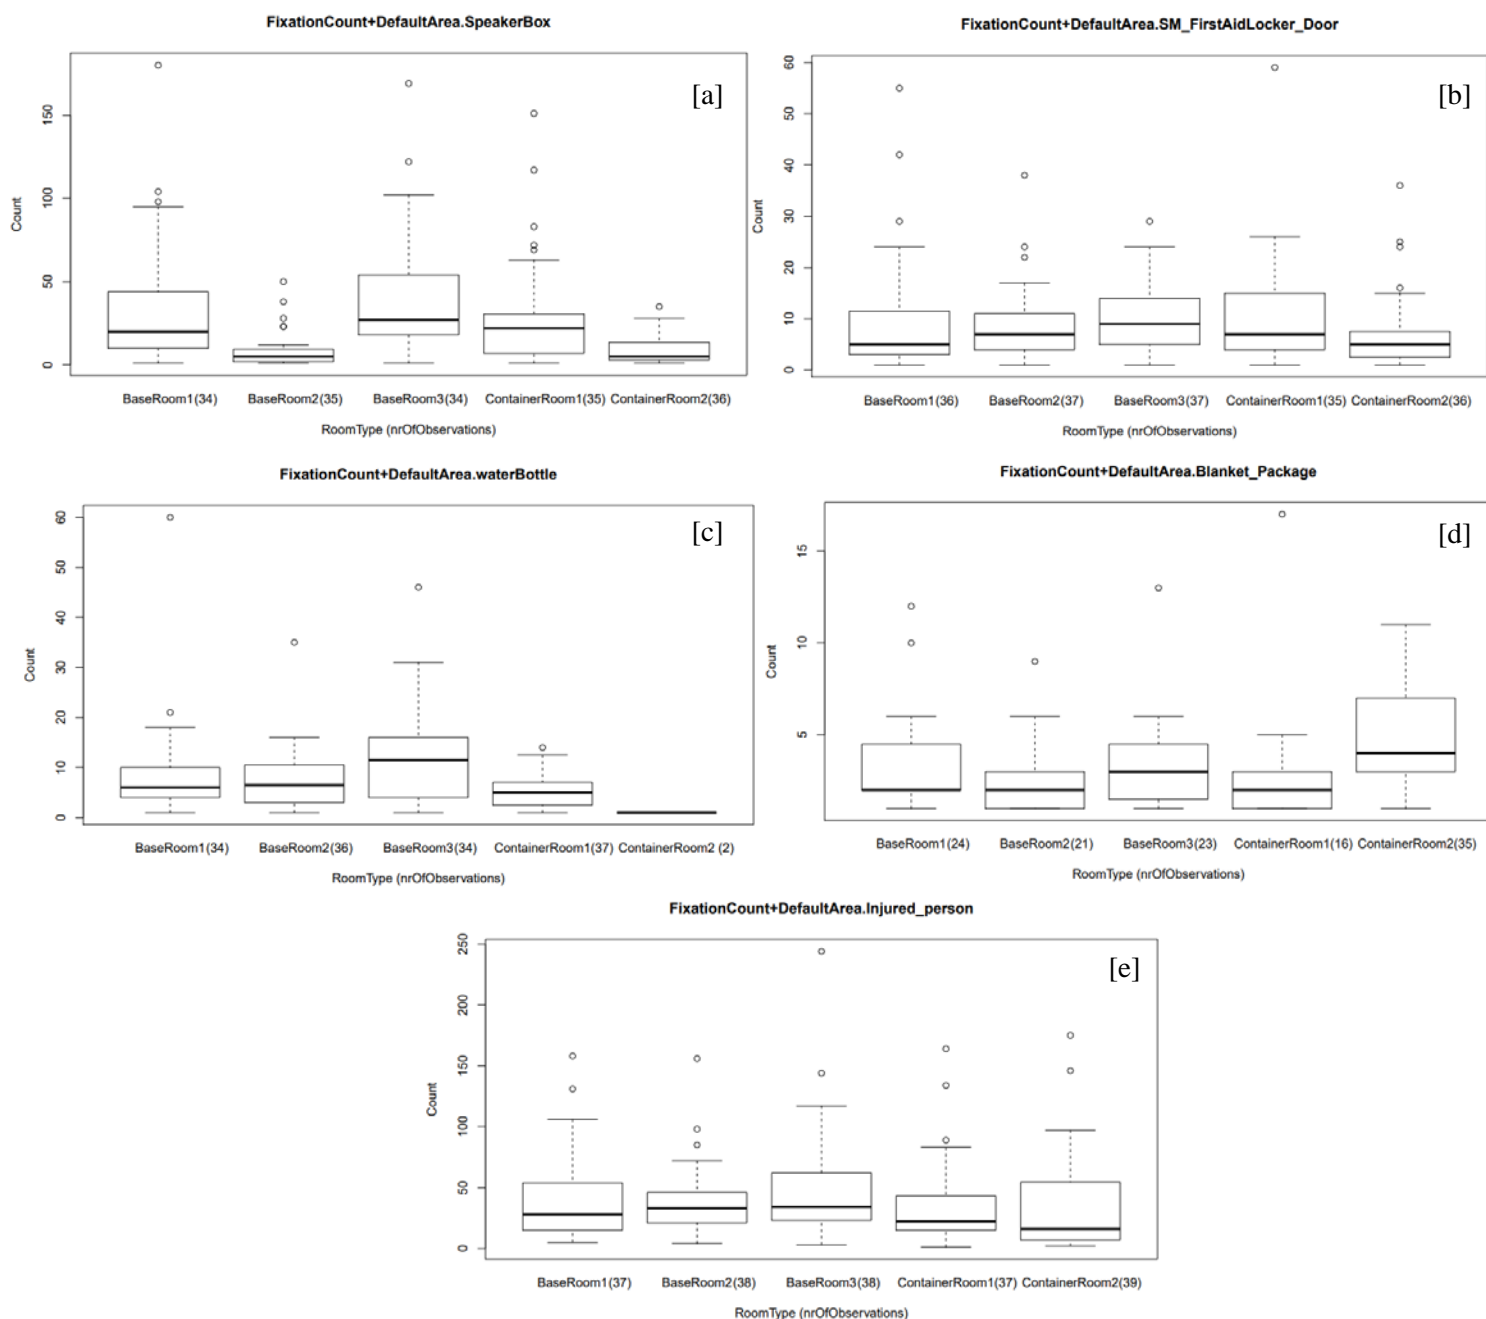 FixationCount+DefaultArea.SpeakerBox
[a]
150
100
50
0
Count
BaseRoom1(34) BaseRoom2(35) BaseRoom3(34) ContainerRoom1(35) ContainerRoom2(36)
RoomType (nrOfObservations)
FixationCount+DefaultArea.SM_FirstAidLocker_Door
[b]
60
50
40
30
20
10
0
Count
BaseRoom1(36) BaseRoom2(37) BaseRoom3(37) ContainerRoom1(35) ContainerRoom2(36)
RoomType (nrOfObservations)
FixationCount+DefaultArea.waterBottle
[c]
60
50
40
30
20
10
0
Count
BaseRoom1(34) BaseRoom2(36) BaseRoom3(34) ContainerRoom1(37) ContainerRoom2 (2)
RoomType (nrOfObservations)
FixationCount+DefaultArea.Blanket_Package
[d]
15
10
5
Count
BaseRoom1(24) BaseRoom2(21) BaseRoom3(23) ContainerRoom1(16) ContainerRoom2(35)
RoomType (nrOfObservations)
FixationCount+DefaultArea.Injured_person
[e]
250
200
150
100
50
0
Count
BaseRoom1(37) BaseRoom2(38) BaseRoom3(38) ContainerRoom1(37) ContainerRoom2(39)
RoomType (nrOfObservations)